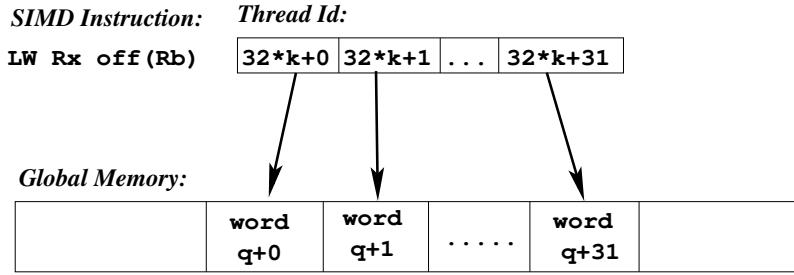 SIMD Instruction: Thread Id:
LW Rx off(Rb) 32*k+0 32*k+1 ... 32*k+31
Global Memory:
word word ..... word
q+0 q+1 q+31